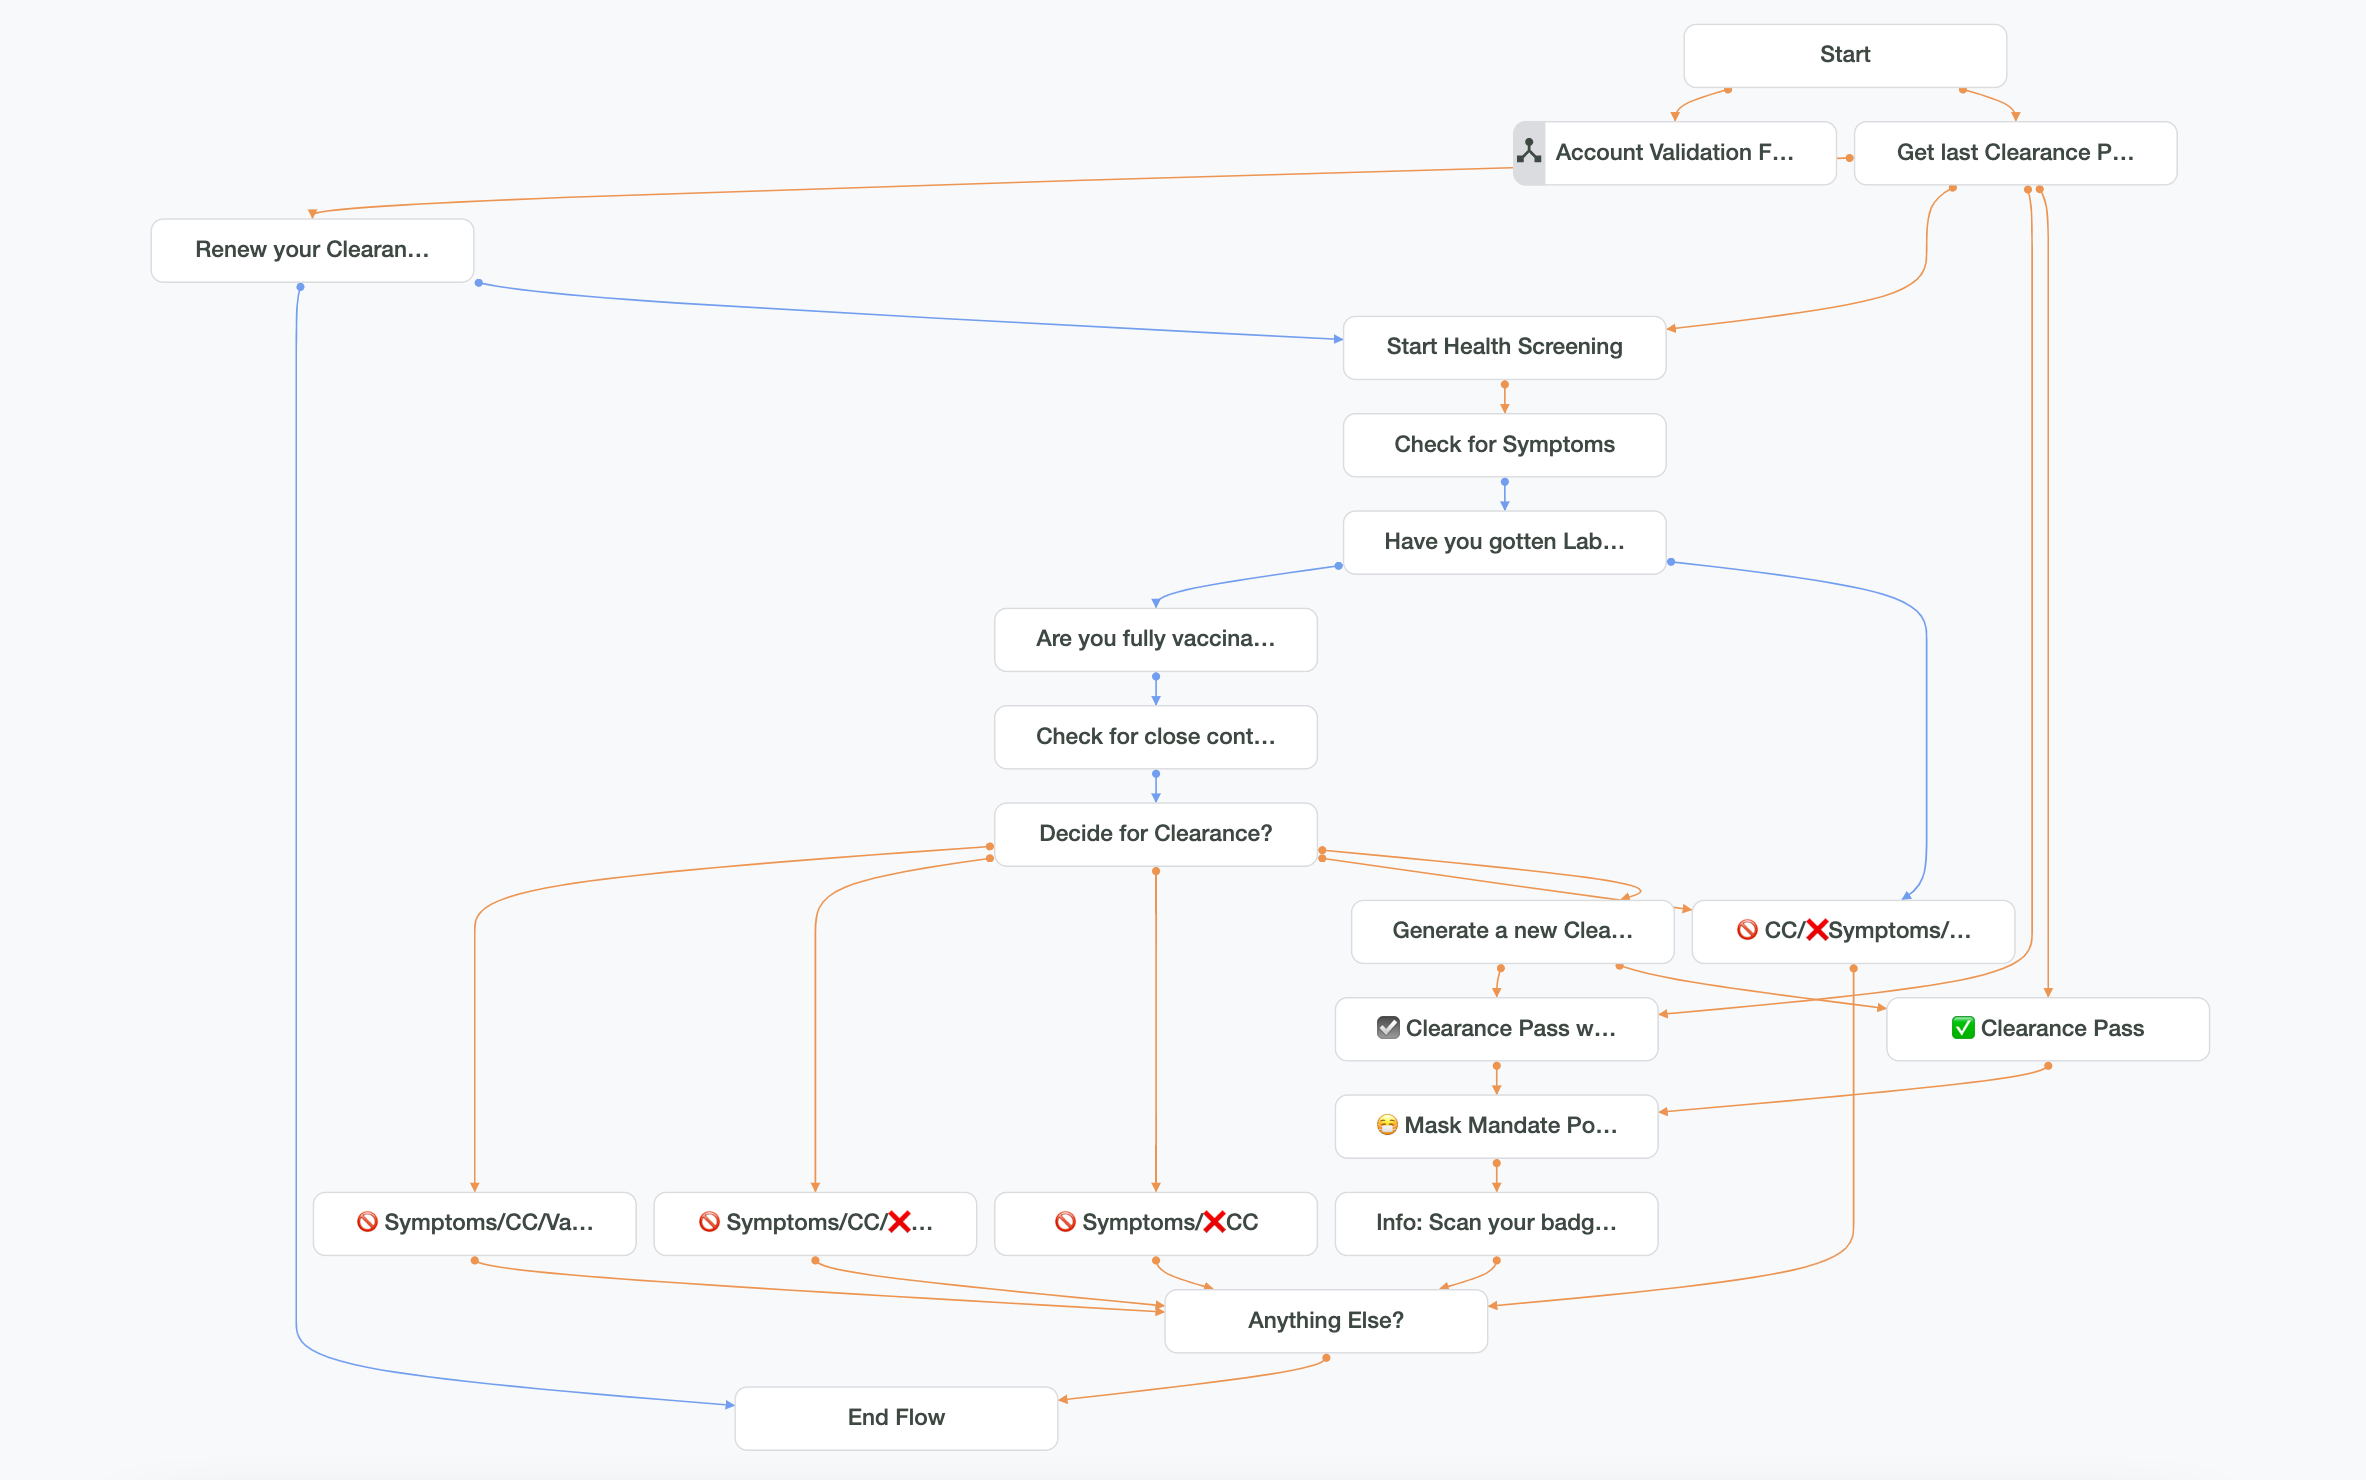 Start
Account Validation F...
Get last Clearance P...
Renew your Clearan...
Start Health Screening
Check for Symptoms
Have you gotten Lab...
Are you fully vaccina...
Check for close cont...
Decide for Clearance?
Generate a new Clea...
🚫 CC/❌Symptoms/...
☑ Clearance Pass w...
✅ Clearance Pass
😷 Mask Mandate Po...
🚫 Symptoms/CC/Va...
🚫 Symptoms/CC/❌...
🚫 Symptoms/❌CC
Info: Scan your badg...
Anything Else?
End Flow